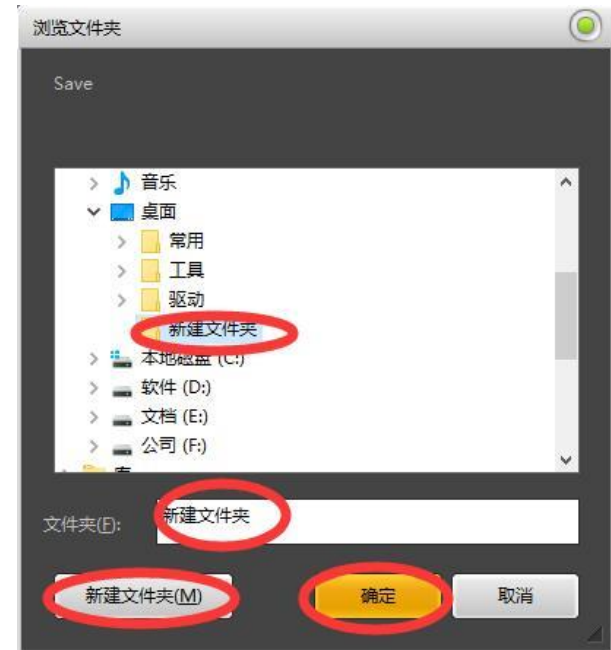 浏览文件夹
Save
音乐
桌面
常用
工具
驱动
新建文件夹
本地磁盘 (C:)
软件 (D:)
文档 (E:)
公司 (F:)
库
文件夹(F): 新建文件夹
新建文件夹(M) 确定 取消